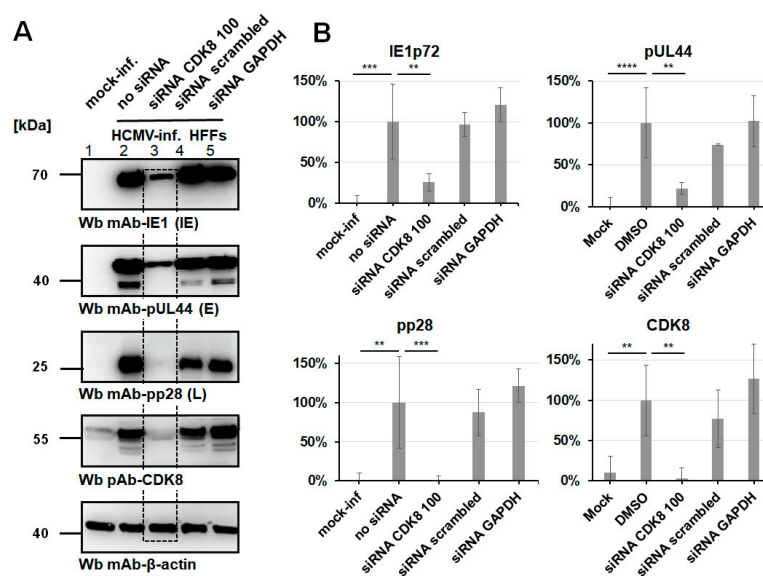 A
mock-inf.
no siRNA
siRNA CDK8 100
siRNA scrambled
siRNA GAPDH
[kDa]
HCMV-inf. HFFs
1 2 3 4 5
70
Wb mAb-IE1 (IE)
40
Wb mAb-pUL44 (E)
25
Wb mAb-pp28 (L)
55
Wb pAb-CDK8
40
Wb mAb-β-actin
B
IE1p72
*** **
150%
100%
50%
0%
mock-inf
no siRNA
siRNA CDK8 100
siRNA scrambled
siRNA GAPDH
pUL44
**** **
150%
100%
50%
0%
Mock
DMSO
siRNA CDK8 100
siRNA scrambled
siRNA GAPDH
pp28
** ***
150%
100%
50%
0%
mock-inf
no siRNA
siRNA CDK8 100
siRNA scrambled
siRNA GAPDH
CDK8
** **
150%
100%
50%
0%
Mock
DMSO
siRNA CDK8 100
siRNA scrambled
siRNA GAPDH